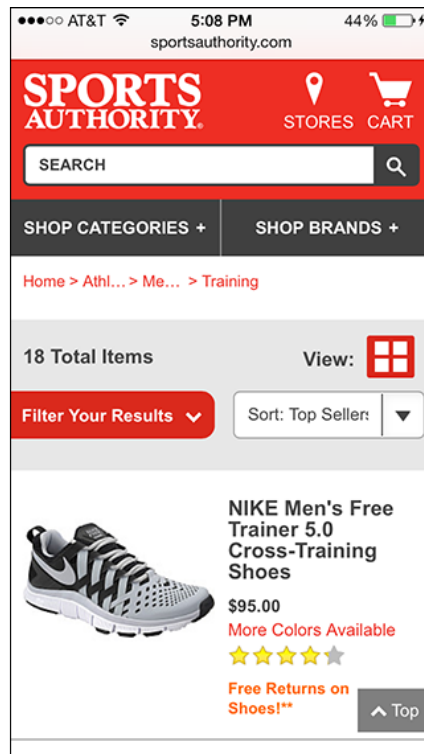 AT&T 5:08 PM 44%
sportsauthority.com
SPORTS
AUTHORITY.
STORES CART
SEARCH
SHOP CATEGORIES + SHOP BRANDS +
Home > Athl... > Me... > Training
18 Total Items View:
Filter Your Results Sort: Top Sellers
NIKE Men's Free
Trainer 5.0
Cross-Training
Shoes
$95.00
More Colors Available
Free Returns on
Shoes!**
Top